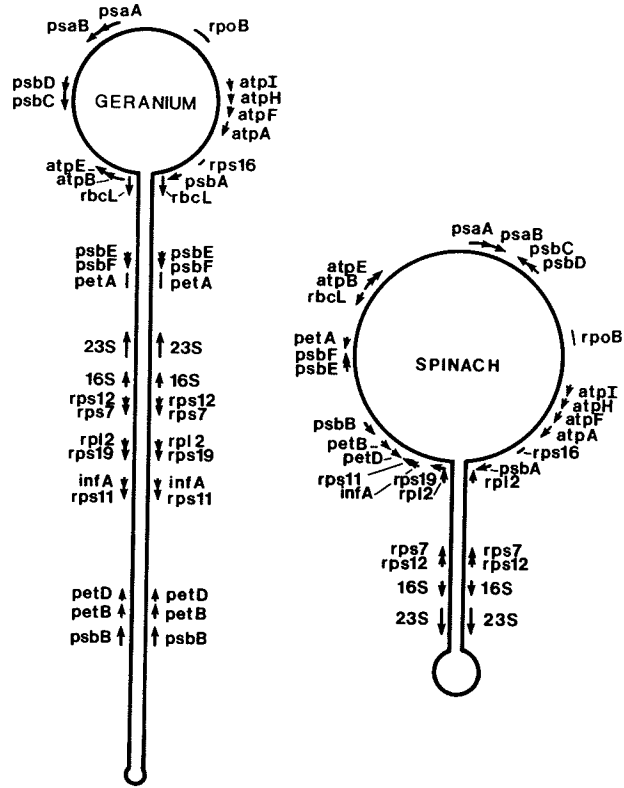 psaA
psaB
rpoB
psbD
psbC
GERANIUM
atpI
atpH
atpF
atpA
rps16
atpE
atpB
psbA
rbcL
rbcL
psbE psbE
psbF psbF
petA petA
23S 23S
16S 16S
rps12 rps12
rps7 rps7
rpl2 rpl2
rps19 rps19
infA infA
rps11 rps11
petD petD
petB petB
psbB psbB
psaA
psaB
psbC
psbD
atpE
atpB
rbcL
rpoB
petA
psbF
psbE
SPINACH
atpI
atpH
atpF
atpA
rps16
psbB
petB
petD
psbA
rps11
rps19
rpl2
infA
rpl2
rps7 rps7
rps12 rps12
16S 16S
23S 23S